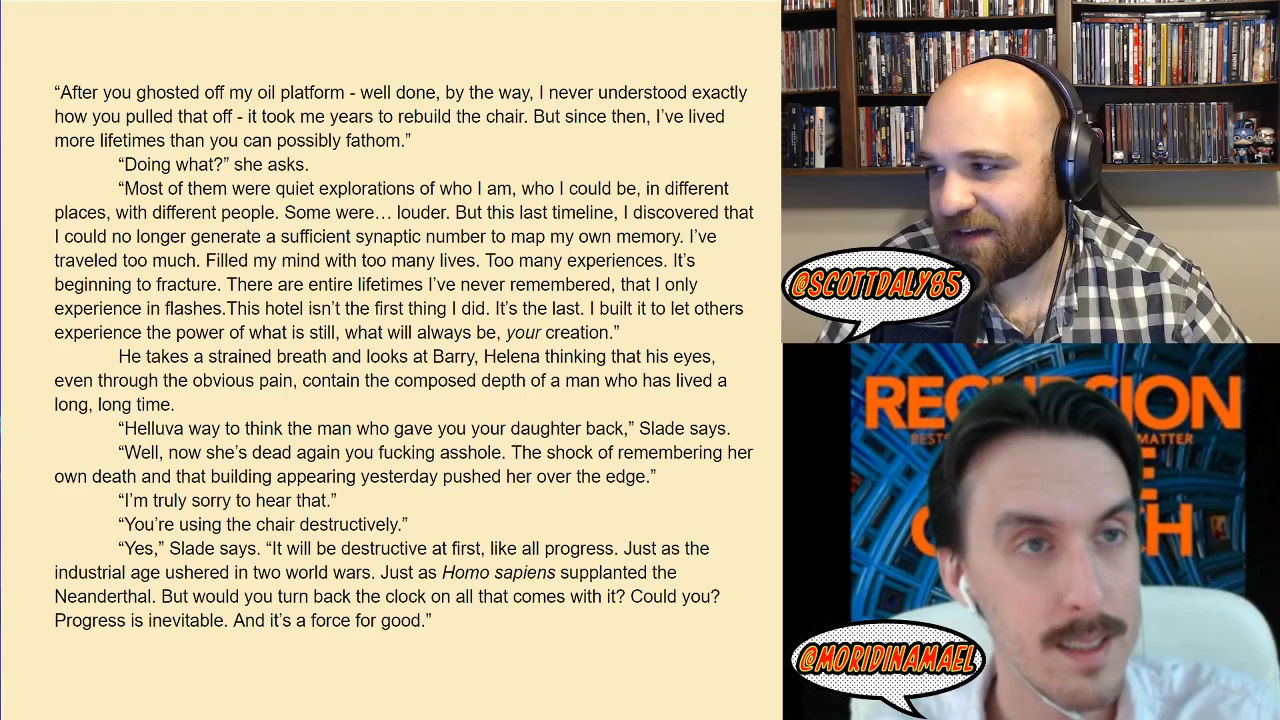 “After you ghosted off my oil platform - well done, by the way, I never understood exactly
how you pulled that off - it took me years to rebuild the chair. But since then, I’ve lived
more lifetimes than you can possibly fathom.”
“Doing what?” she asks.
“Most of them were quiet explorations of who I am, who I could be, in different
places, with different people. Some were… louder. But this last timeline, I discovered that
I could no longer generate a sufficient synaptic number to map my own memory. I’ve
traveled too much. Filled my mind with too many lives. Too many experiences. It’s
beginning to fracture. There are entire lifetimes I’ve never remembered, that I only
experience in flashes.This hotel isn’t the first thing I did. It’s the last. I built it to let others
experience the power of what is still, what will always be, your creation.”
He takes a strained breath and looks at Barry, Helena thinking that his eyes,
even through the obvious pain, contain the composed depth of a man who has lived a
long, long time.
“Helluva way to think the man who gave you your daughter back,” Slade says.
“Well, now she’s dead again you fucking asshole. The shock of remembering her
own death and that building appearing yesterday pushed her over the edge.”
“I’m truly sorry to hear that.”
“You’re using the chair destructively.”
“Yes,” Slade says. “It will be destructive at first, like all progress. Just as the
industrial age ushered in two world wars. Just as Homo sapiens supplanted the
Neanderthal. But would you turn back the clock on all that comes with it? Could you?
Progress is inevitable. And it’s a force for good.”
@SCOTTDALY85
@MORIDINAMAEL